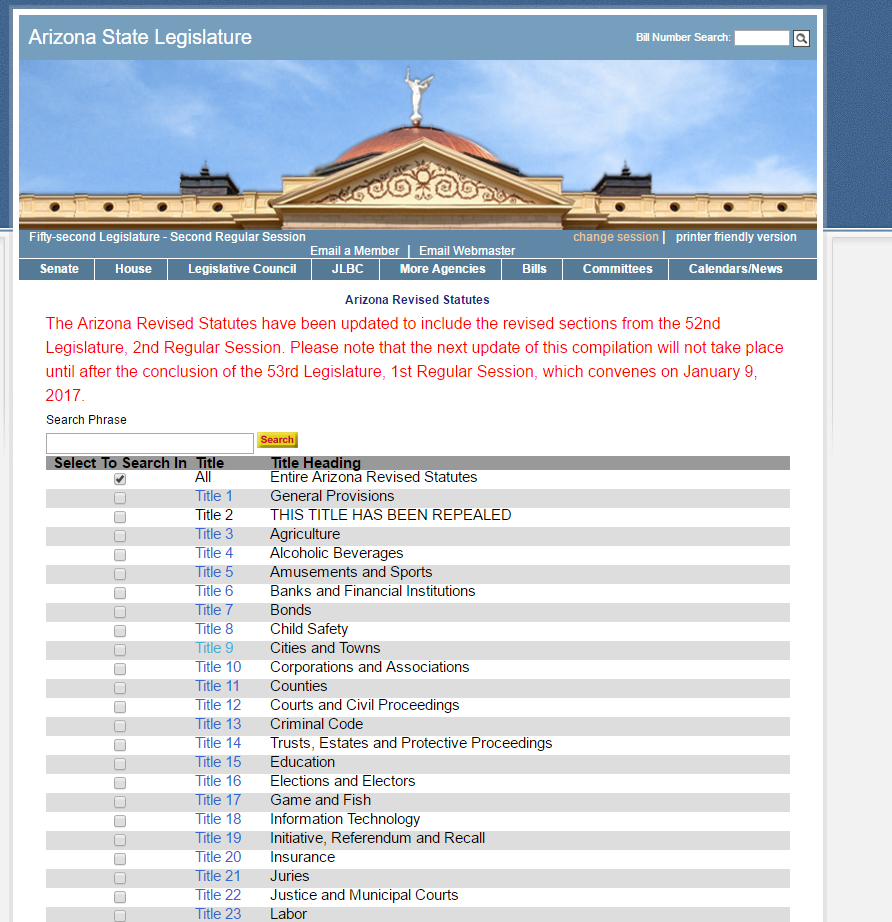 Arizona State Legislature
Bill Number Search:
Fifty-second Legislature - Second Regular Session
change session | printer friendly version
Email a Member | Email Webmaster
Senate House Legislative Council JLBC More Agencies Bills Committees Calendars/News
Arizona Revised Statutes
The Arizona Revised Statutes have been updated to include the revised sections from the 52nd
Legislature, 2nd Regular Session. Please note that the next update of this compilation will not take place
until after the conclusion of the 53rd Legislature, 1st Regular Session, which convenes on January 9,
2017.
Search Phrase
Search
Select To Search In Title Title Heading
All Entire Arizona Revised Statutes
Title 1 General Provisions
Title 2 THIS TITLE HAS BEEN REPEALED
Title 3 Agriculture
Title 4 Alcoholic Beverages
Title 5 Amusements and Sports
Title 6 Banks and Financial Institutions
Title 7 Bonds
Title 8 Child Safety
Title 9 Cities and Towns
Title 10 Corporations and Associations
Title 11 Counties
Title 12 Courts and Civil Proceedings
Title 13 Criminal Code
Title 14 Trusts, Estates and Protective Proceedings
Title 15 Education
Title 16 Elections and Electors
Title 17 Game and Fish
Title 18 Information Technology
Title 19 Initiative, Referendum and Recall
Title 20 Insurance
Title 21 Juries
Title 22 Justice and Municipal Courts
Title 23 Labor